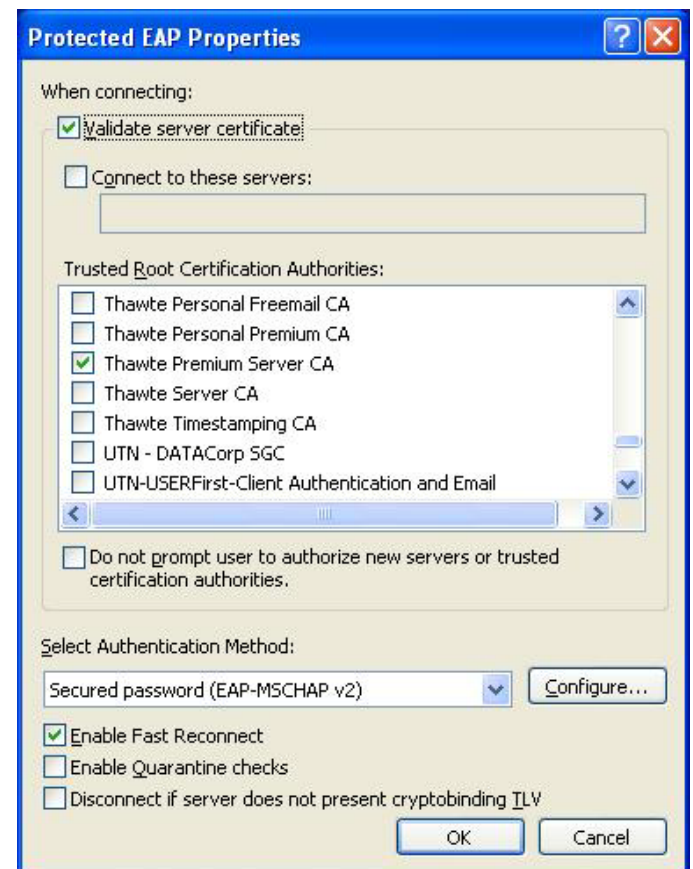 Protected EAP Properties
When connecting:
Validate server certificate
Connect to these servers:
Trusted Root Certification Authorities:
Thawte Personal Freemail CA
Thawte Personal Premium CA
Thawte Premium Server CA
Thawte Server CA
Thawte Timestamping CA
UTN - DATACorp SGC
UTN-USERFirst-Client Authentication and Email
Do not prompt user to authorize new servers or trusted
certification authorities.
Select Authentication Method:
Secured password (EAP-MSCHAP v2)
Configure...
Enable Fast Reconnect
Enable Quarantine checks
Disconnect if server does not present cryptobinding TLV
OK
Cancel